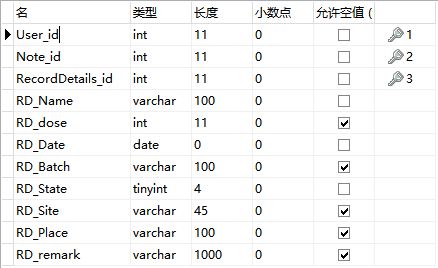 名 类型 长度 小数点 允许空值 (
User_id int 11 0 1
Note_id int 11 0 2
RecordDetails_id int 11 0 3
RD_Name varchar 100 0
RD_dose int 11 0
RD_Date date 0 0
RD_Batch varchar 100 0
RD_State tinyint 4 0
RD_Site varchar 45 0
RD_Place varchar 100 0
RD_remark varchar 1000 0